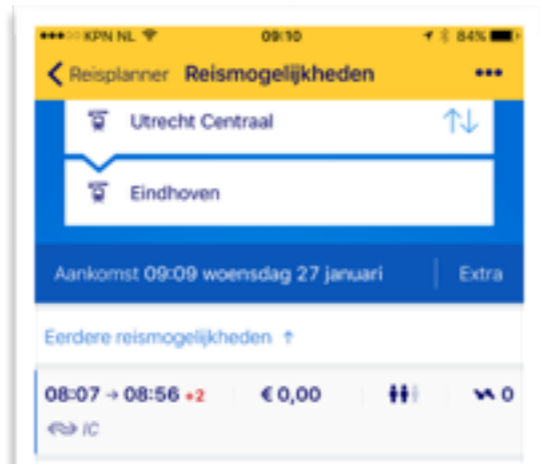 KPN NL 09:10 84%
Reisplanner Reismogelijkheden
Utrecht Centraal
Eindhoven
Aankomst 09:09 woensdag 27 januari Extra
Eerdere reismogelijkheden ↑
08:07 → 08:56 +2 € 0,00 0
IC